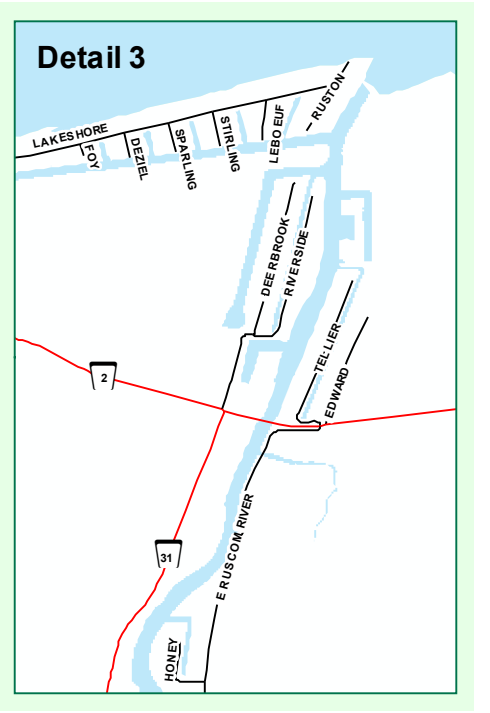 Detail 3
LAKESHORE
FOY
DEZIEL
SPARLING
STIRLING
LEBOEUF
RUSTON
DEERBROOK
RIVERSIDE
TELLIER
EDWARD
2
31
E RUSCOM RIVER
HONEY